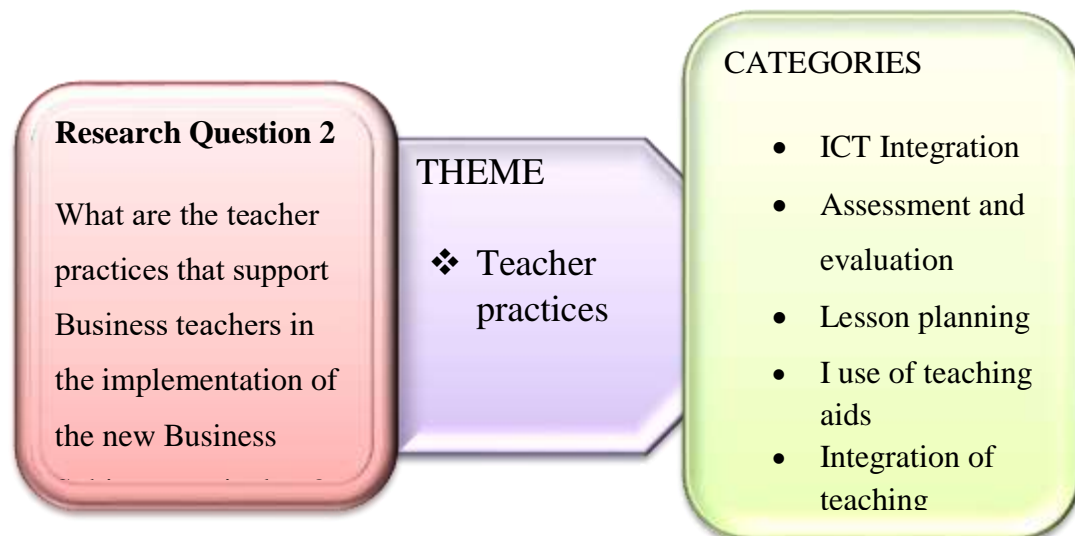 Research Question 2
What are the teacher
practices that support
Business teachers in
the implementation of
the new Business
THEME
❖ Teacher
practices
CATEGORIES
• ICT Integration
• Assessment and
evaluation
• Lesson planning
• I use of teaching
aids
• Integration of
teaching